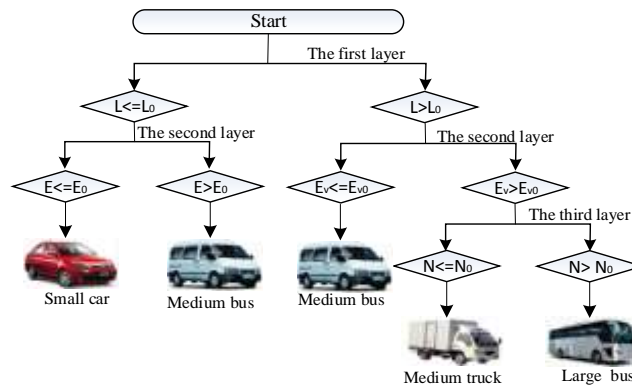 Start
The first layer
L<=L₀
L>L₀
The second layer
The second layer
E<=E₀
E>E₀
Eᵥ<=Eᵥ₀
Eᵥ>Eᵥ₀
The third layer
N<=N₀
N> N₀
Small car
Medium bus
Medium bus
Medium truck
Large bus